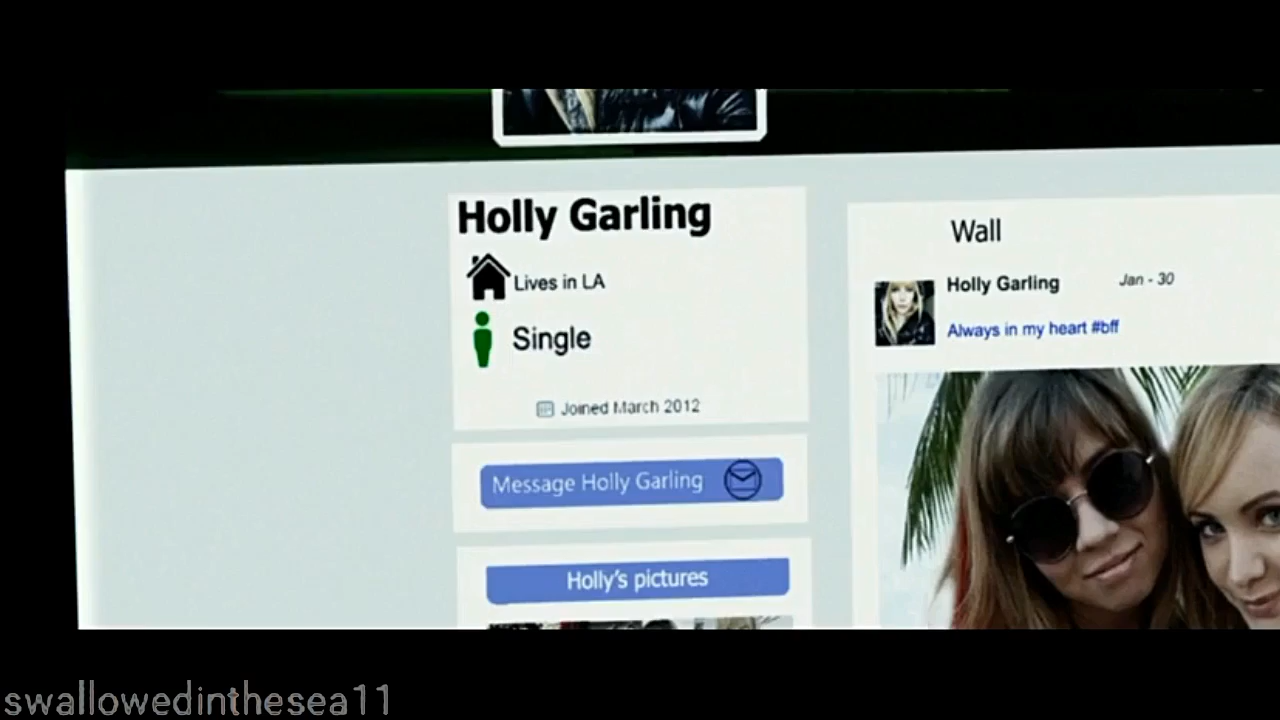 Holly Garling
Lives in LA
Single
Joined March 2012
Message Holly Garling
Holly's pictures
Wall
Holly Garling
Jan - 30
Always in my heart #bff
swallowedinthesea11